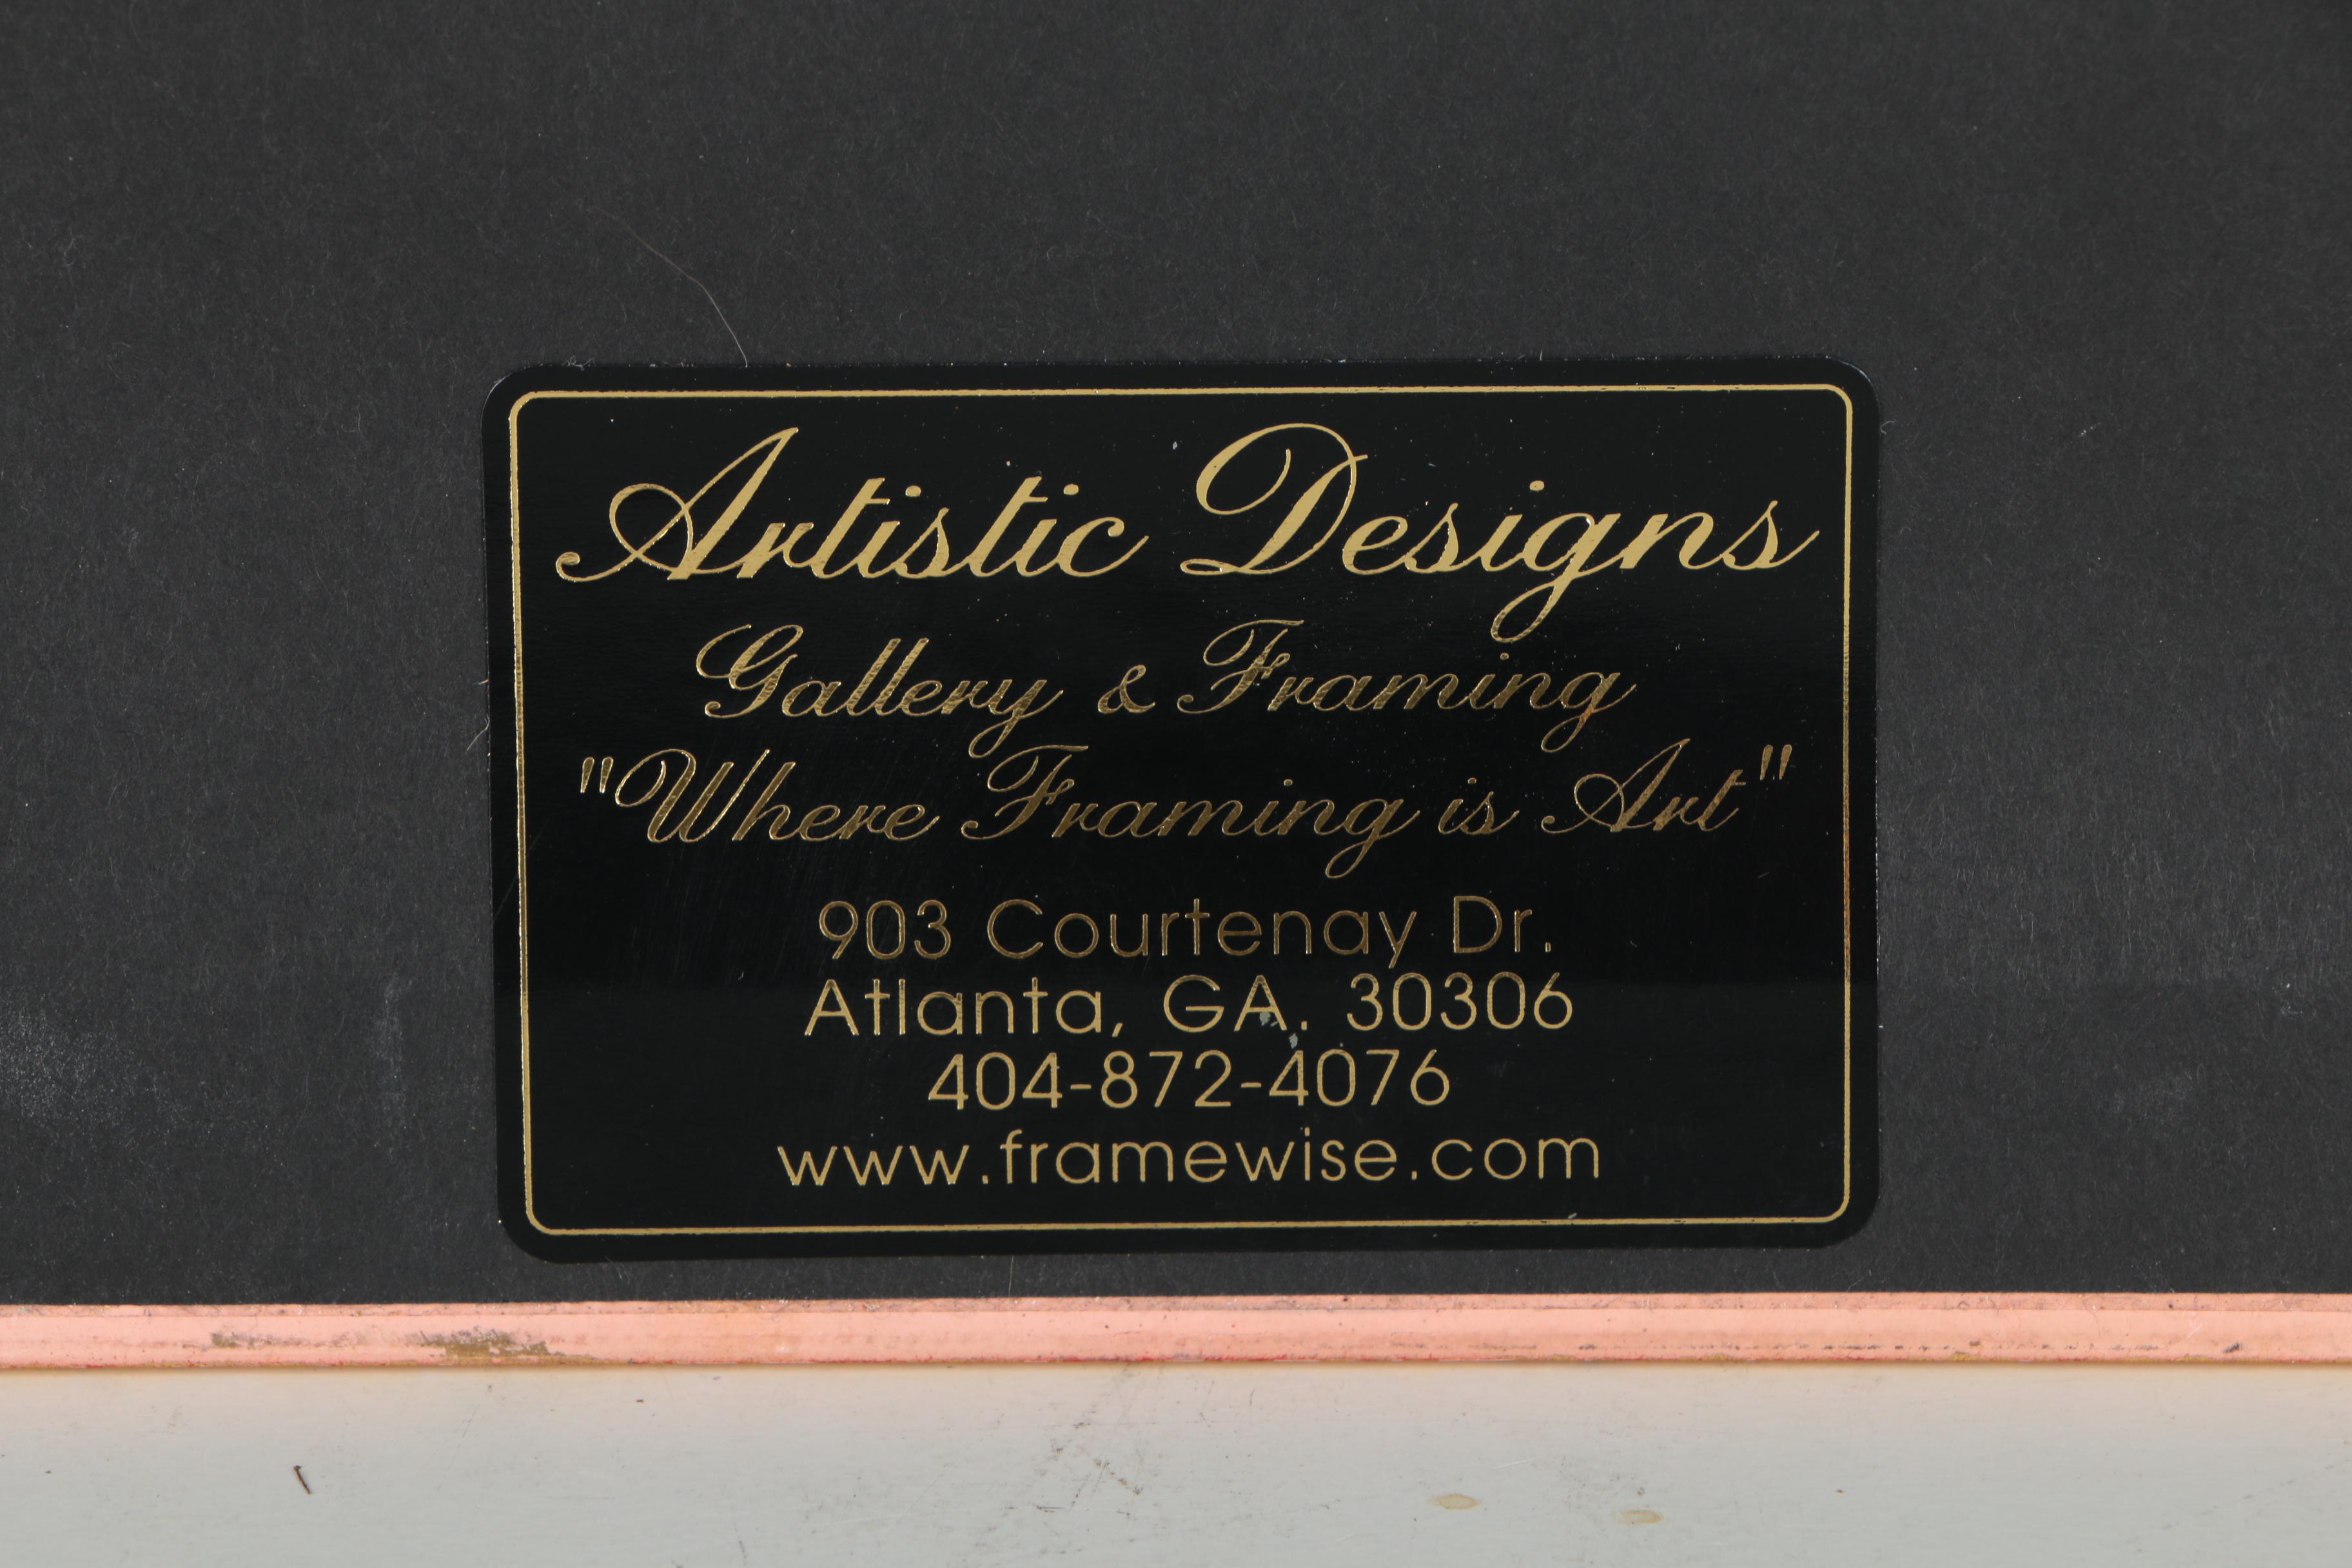 Artistic Designs
Gallery & Framing
"Where Framing is Art"
903 Courtenay Dr.
Atlanta, GA. 30306
404-872-4076
www.framewise.com